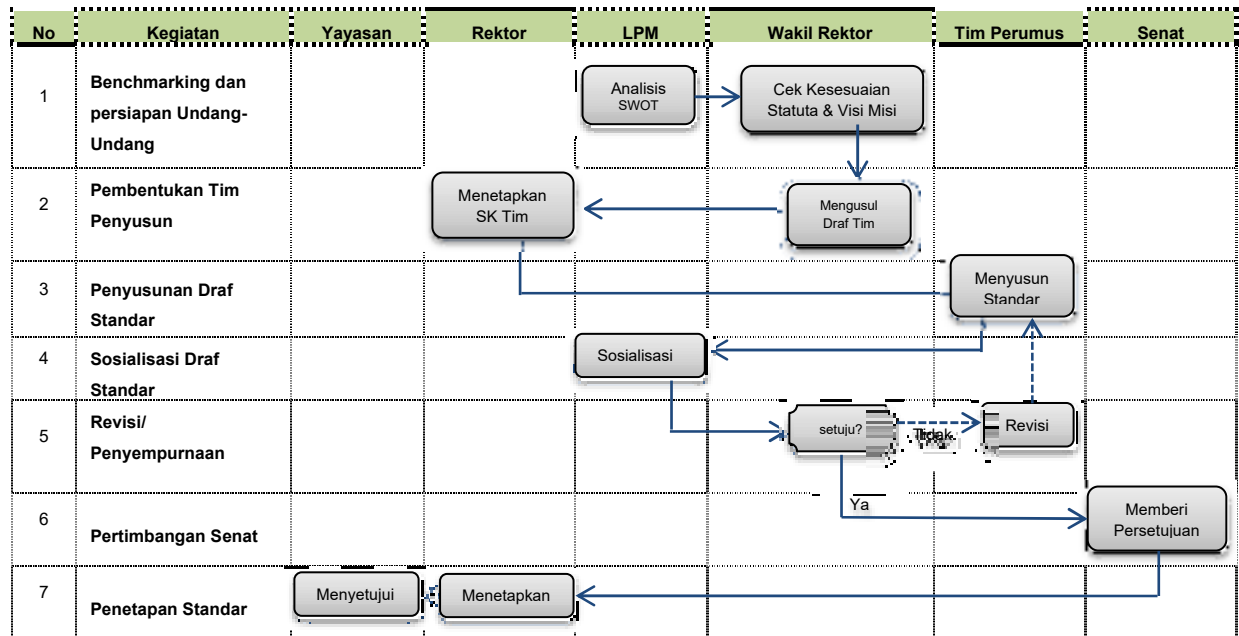 No Kegiatan Yayasan Rektor LPM Wakil Rektor Tim Perumus Senat
1
Benchmarking dan
persiapan Undang-
Undang
Analisis
SWOT
Cek Kesesuaian
Statuta & Visi Misi
2
Pembentukan Tim
Penyusun
Menetapkan
SK Tim
Mengusul
Draf Tim
3
Penyusunan Draf
Standar
Menyusun
Standar
4
Sosialisasi Draf
Standar
Sosialisasi
5
Revisi/
Penyempurnaan
setuju?
Tidak
Revisi
Ya
6
Pertimbangan Senat
Memberi
Persetujuan
7
Penetapan Standar
Menyetujui
Menetapkan